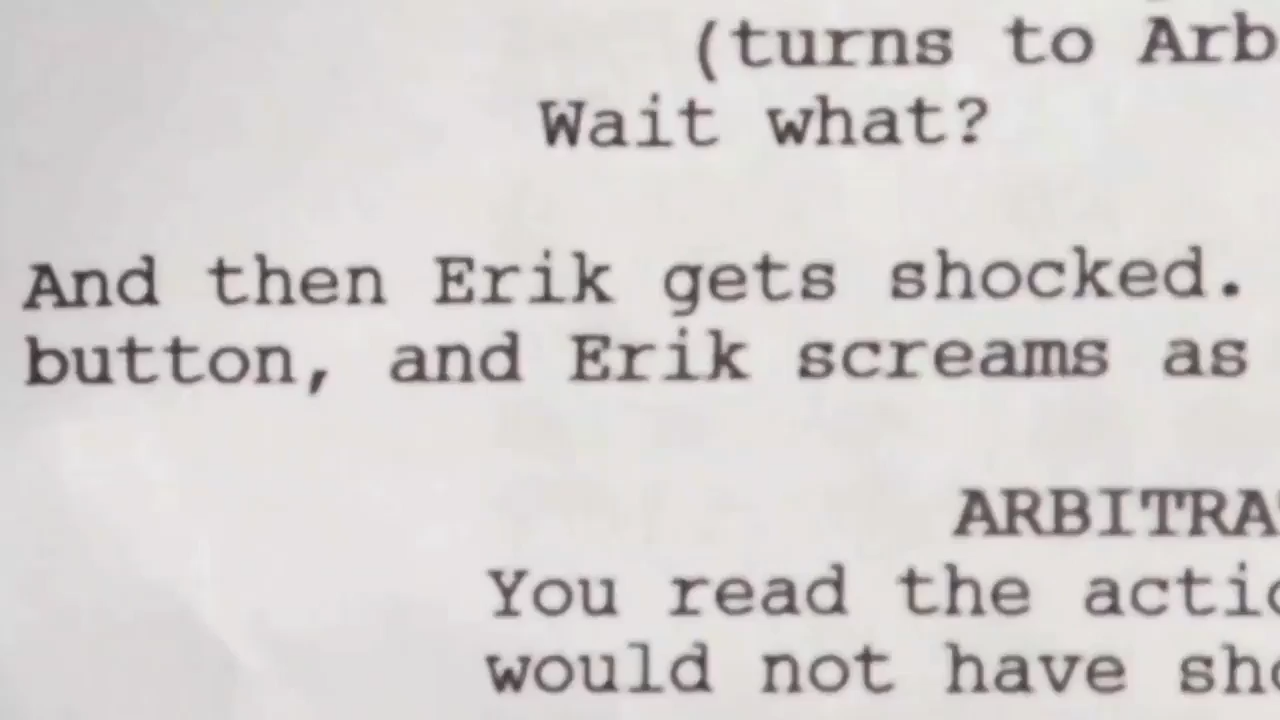 (turns to Arb
Wait what?
And then Erik gets shocked.
button, and Erik screams as
ARBITRA
You read the actio
would not have sho